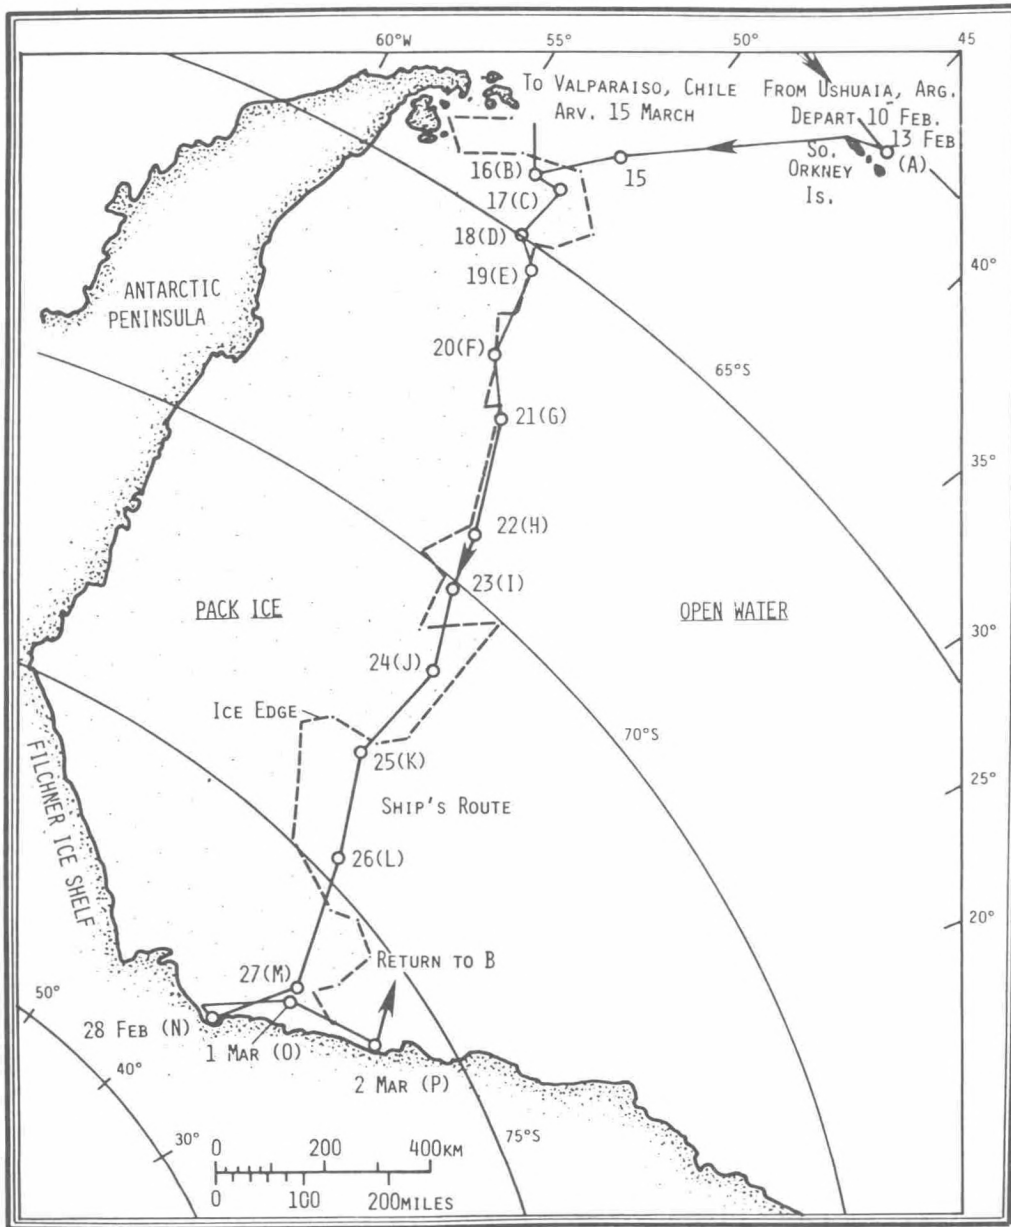 60°W
55°
50°
45
TO VALPARAISO, CHILE
ARV. 15 MARCH
FROM USHUAIA, ARG.
DEPART 10 FEB.
13 FEB
(A)
SO.
ORKNEY
IS.
15
16(B)
17(C)
18(D)
19(E)
40°
ANTARCTIC
PENINSULA
20(F)
65°S
21(G)
35°
22(H)
23(I)
PACK ICE
OPEN WATER
30°
24(J)
ICE EDGE
70°S
25(K)
25°
FILCHNER ICE SHELF
SHIP'S ROUTE
26(L)
20°
RETURN TO B
27(M)
50°
28 FEB (N)
1 MAR (O)
2 MAR (P)
40°
75°S
30°
0 200 400KM
0 100 200MILES